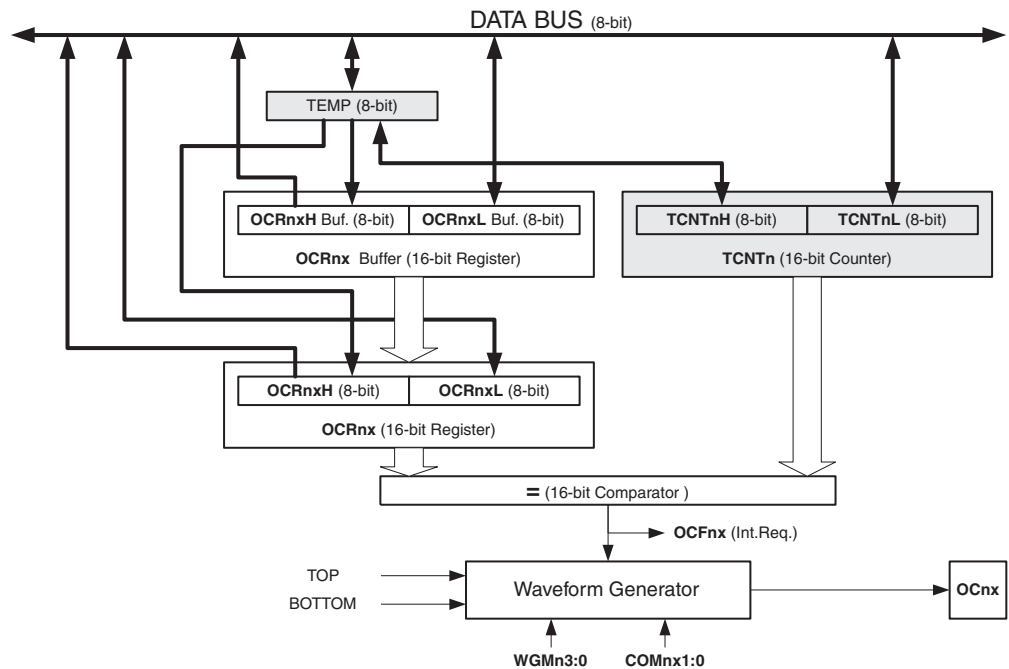 DATA BUS (8-bit)
TEMP (8-bit)
OCRnxH Buf. (8-bit) OCRnxL Buf. (8-bit)
OCRnx Buffer (16-bit Register)
TCNTnH (8-bit) TCNTnL (8-bit)
TCNTn (16-bit Counter)
OCRnxH (8-bit) OCRnxL (8-bit)
OCRnx (16-bit Register)
= (16-bit Comparator )
OCFnx (Int.Req.)
TOP
BOTTOM
Waveform Generator
OCnx
WGMn3:0 COMnx1:0